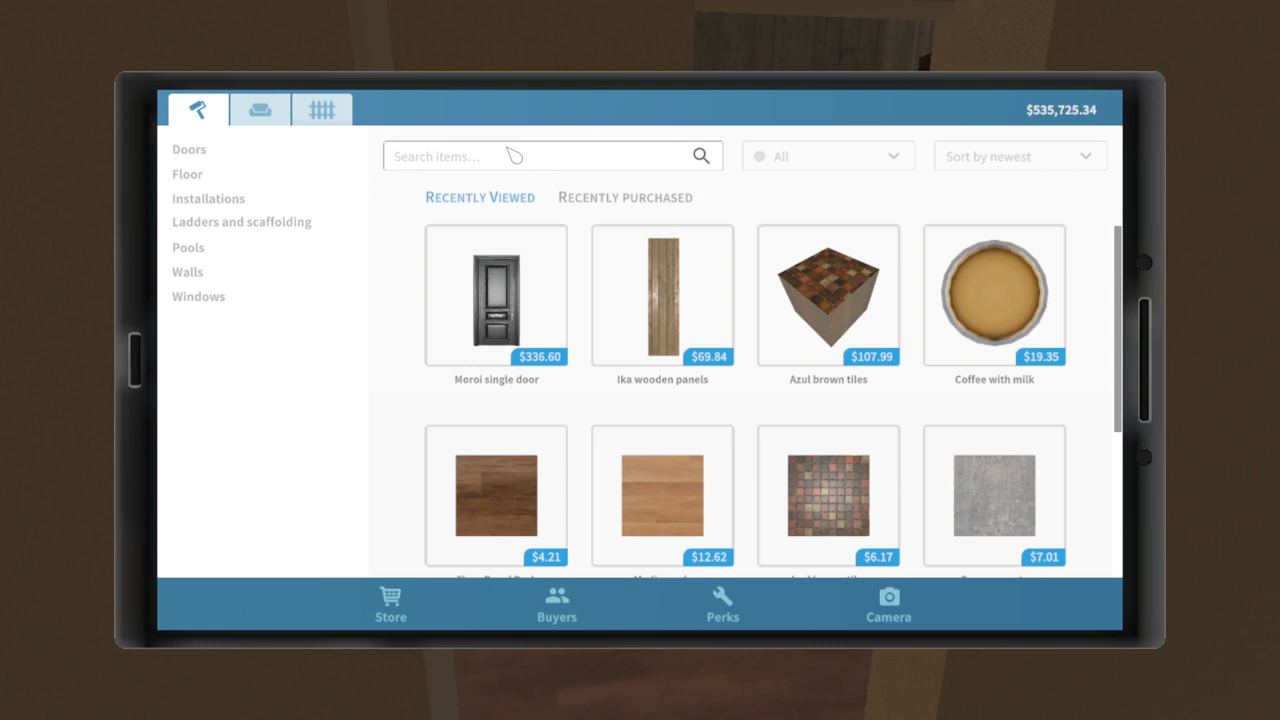 $535,725.34
Search items...
All
Sort by newest
Doors
Floor
Installations
Ladders and scaffolding
Pools
Walls
Windows
RECENTLY VIEWED
RECENTLY PURCHASED
$336.60
$69.84
$107.99
$19.35
Moroi single door
Ika wooden panels
Azul brown tiles
Coffee with milk
$4.21
$12.62
$6.17
$7.01
Store
Buyers
Perks
Camera